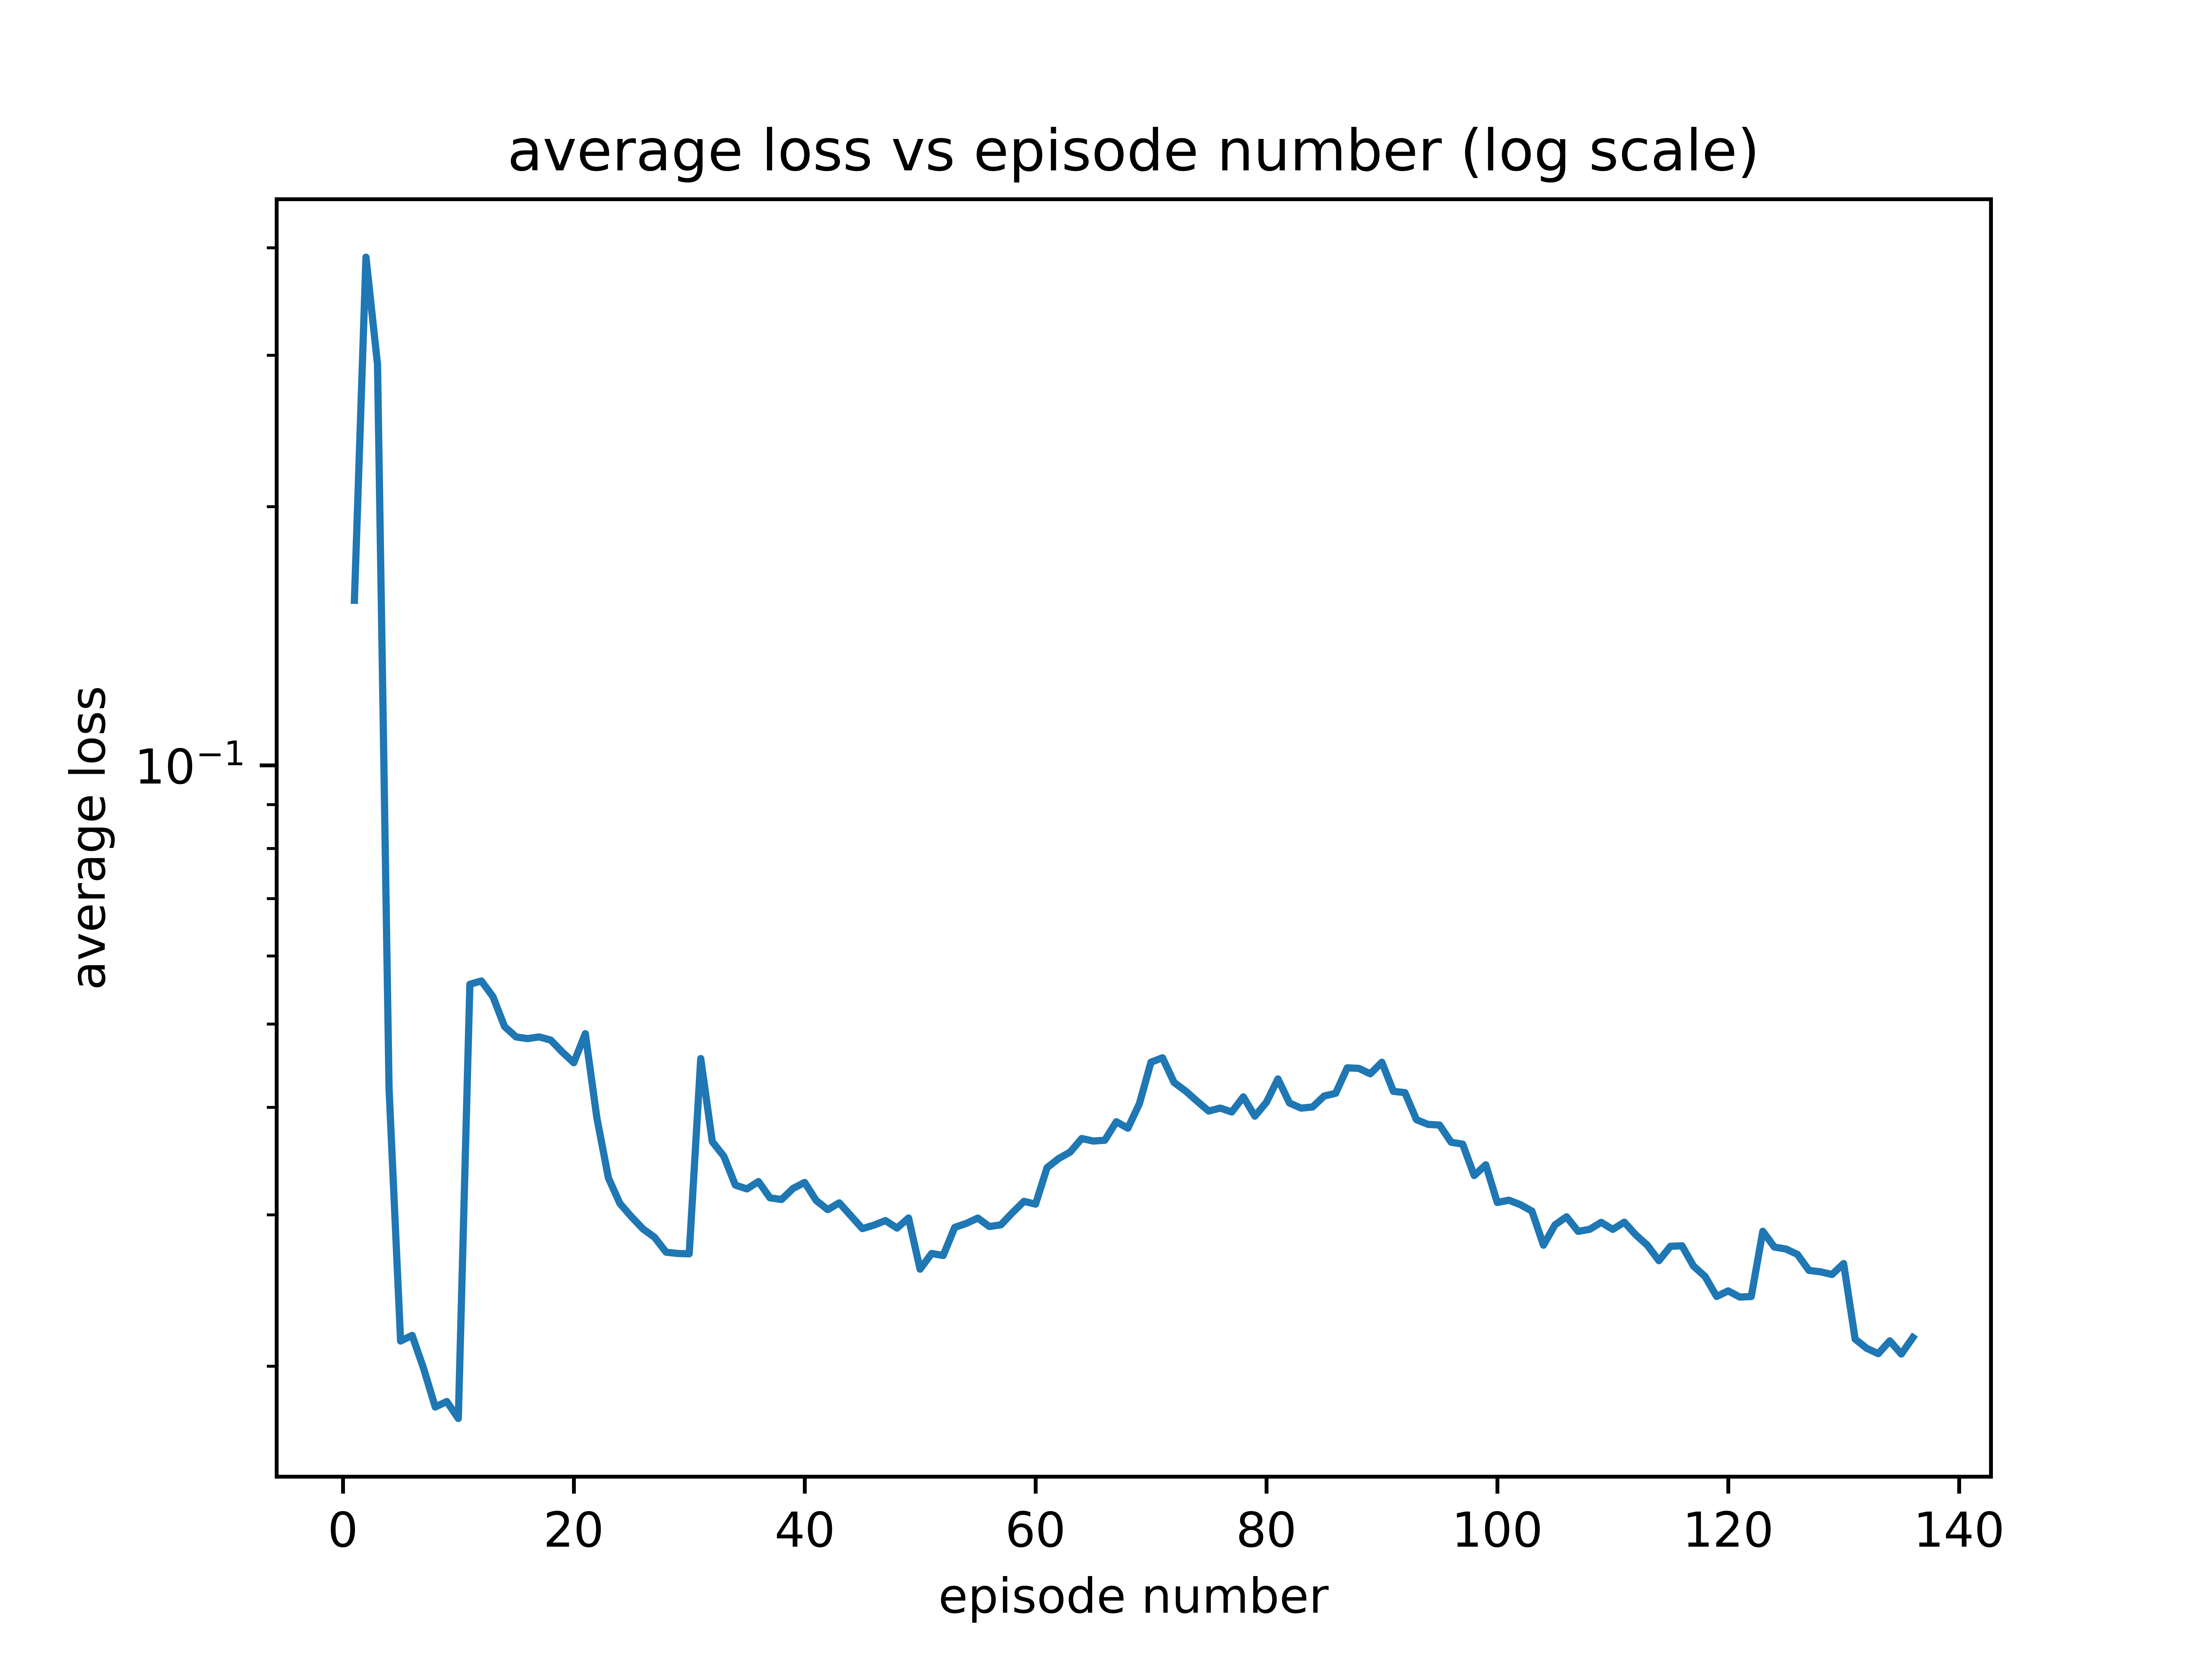 average loss vs episode number (log scale)
average loss
10⁻¹
0 20 40 60 80 100 120 140
episode number